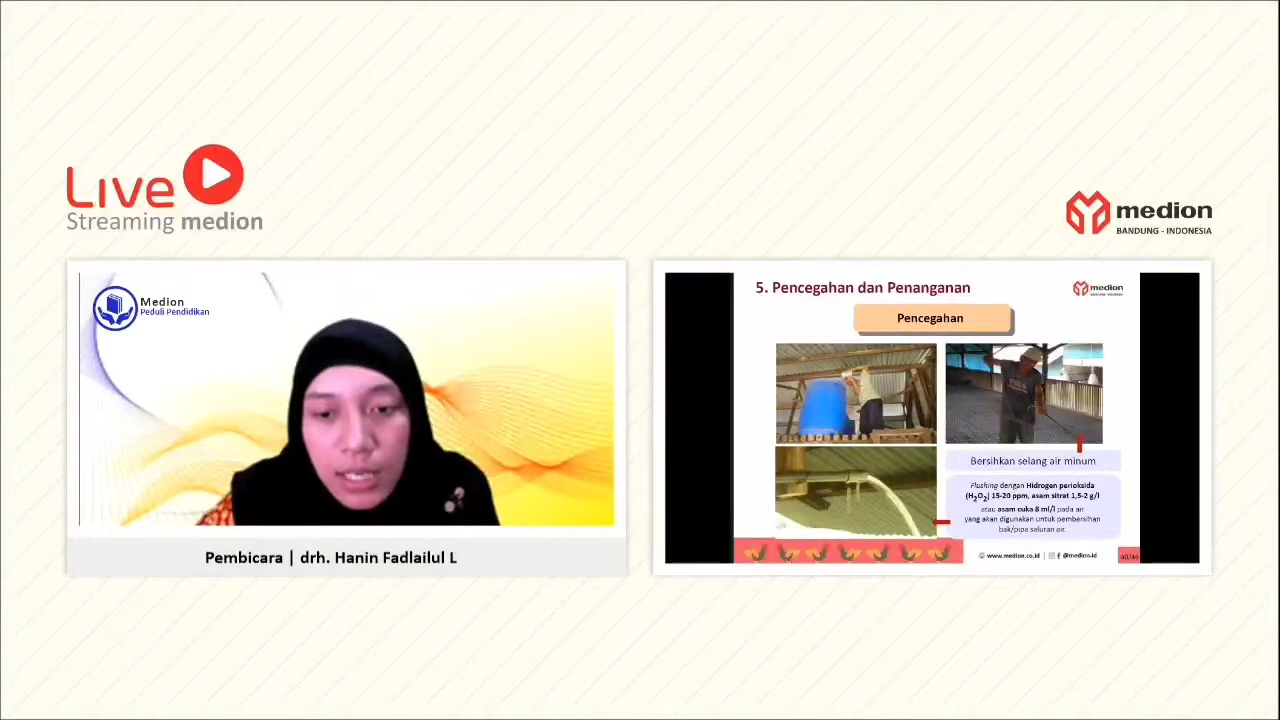 Live
Streaming medion
medion
BANDUNG - INDONESIA
Medion
Peduli Pendidikan
Pembicara | drh. Hanin Fadlailul L
5. Pencegahan dan Penanganan
medion
Pencegahan
Bersihkan selang air minum
Flushing dengan Hidrogen perioksida
(H2O2) 15-20 ppm, asam sitrat 1,5-2 g/l
atau asam cuka 8 ml/l pada air
yang akan digunakan untuk pembersihan
bak/pipa saluran air.
www.medion.co.id | @medion.id